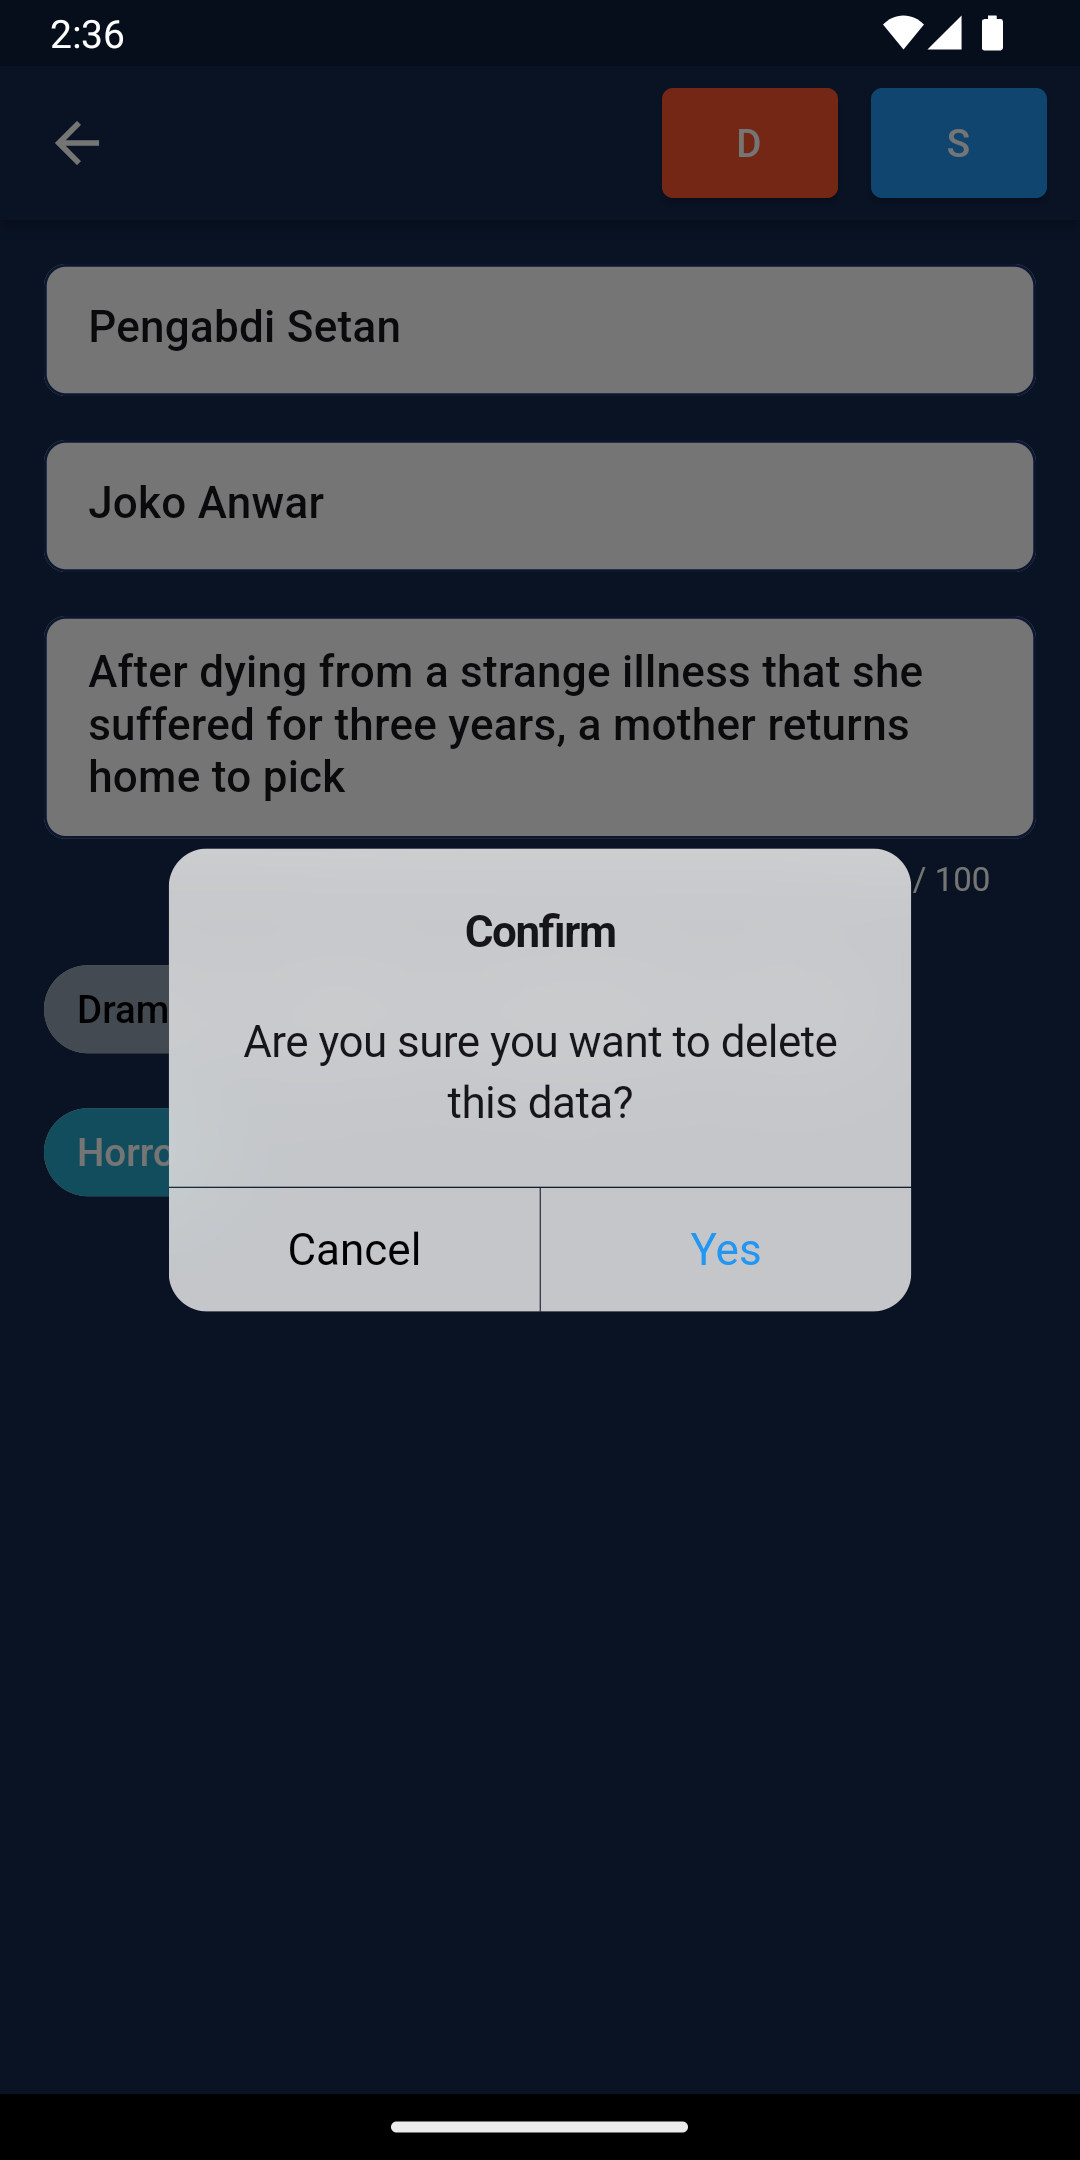 2:36
D S
Pengabdi Setan
Joko Anwar
After dying from a strange illness that she
suffered for three years, a mother returns
home to pick
/ 100
Confirm
Dram
Are you sure you want to delete
this data?
Horro
Cancel Yes